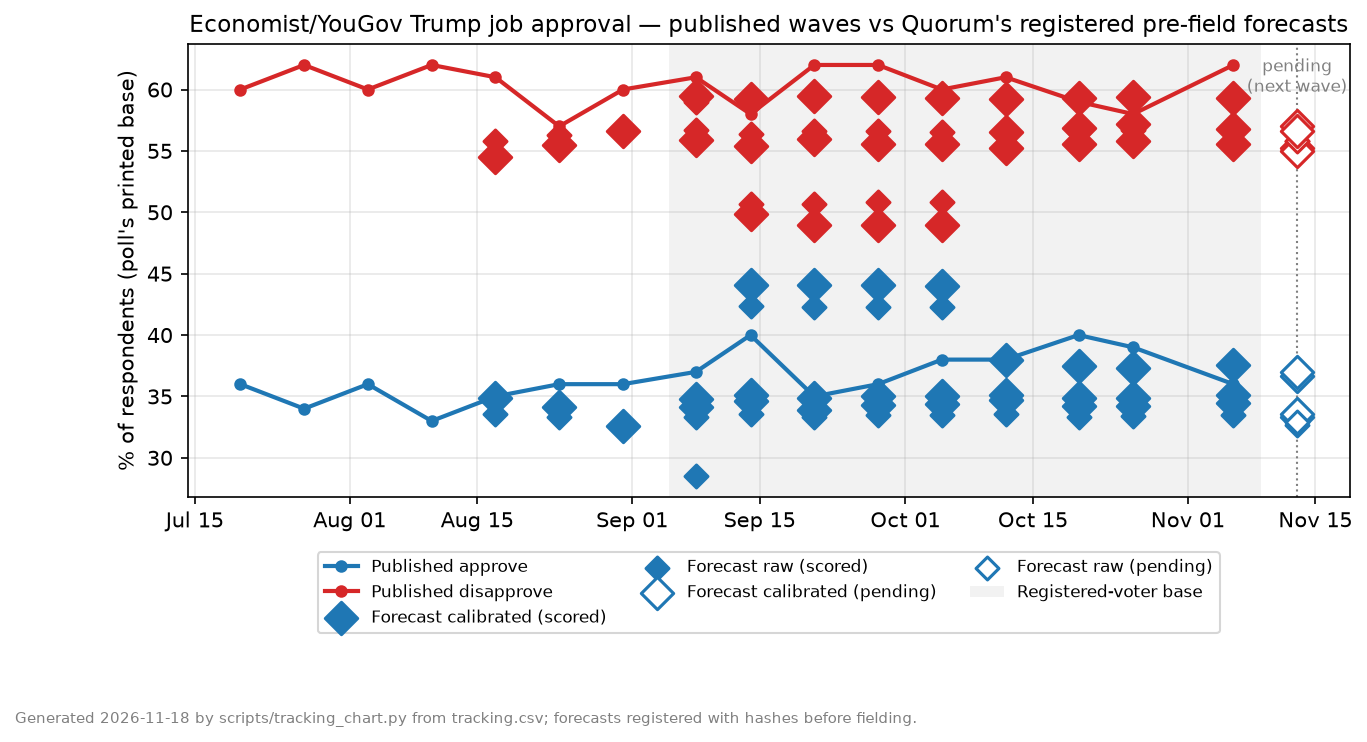 Economist/YouGov Trump job approval — published waves vs Quorum's registered pre-field forecasts
% of respondents (poll's printed base)
60
55
50
45
40
35
30
pending
(next wave)
Jul 15
Aug 01
Aug 15
Sep 01
Sep 15
Oct 01
Oct 15
Nov 01
Nov 15
Published approve
Published disapprove
Forecast calibrated (scored)
Forecast raw (scored)
Forecast calibrated (pending)
Forecast raw (pending)
Registered-voter base
Generated 2026-11-18 by scripts/tracking_chart.py from tracking.csv; forecasts registered with hashes before fielding.